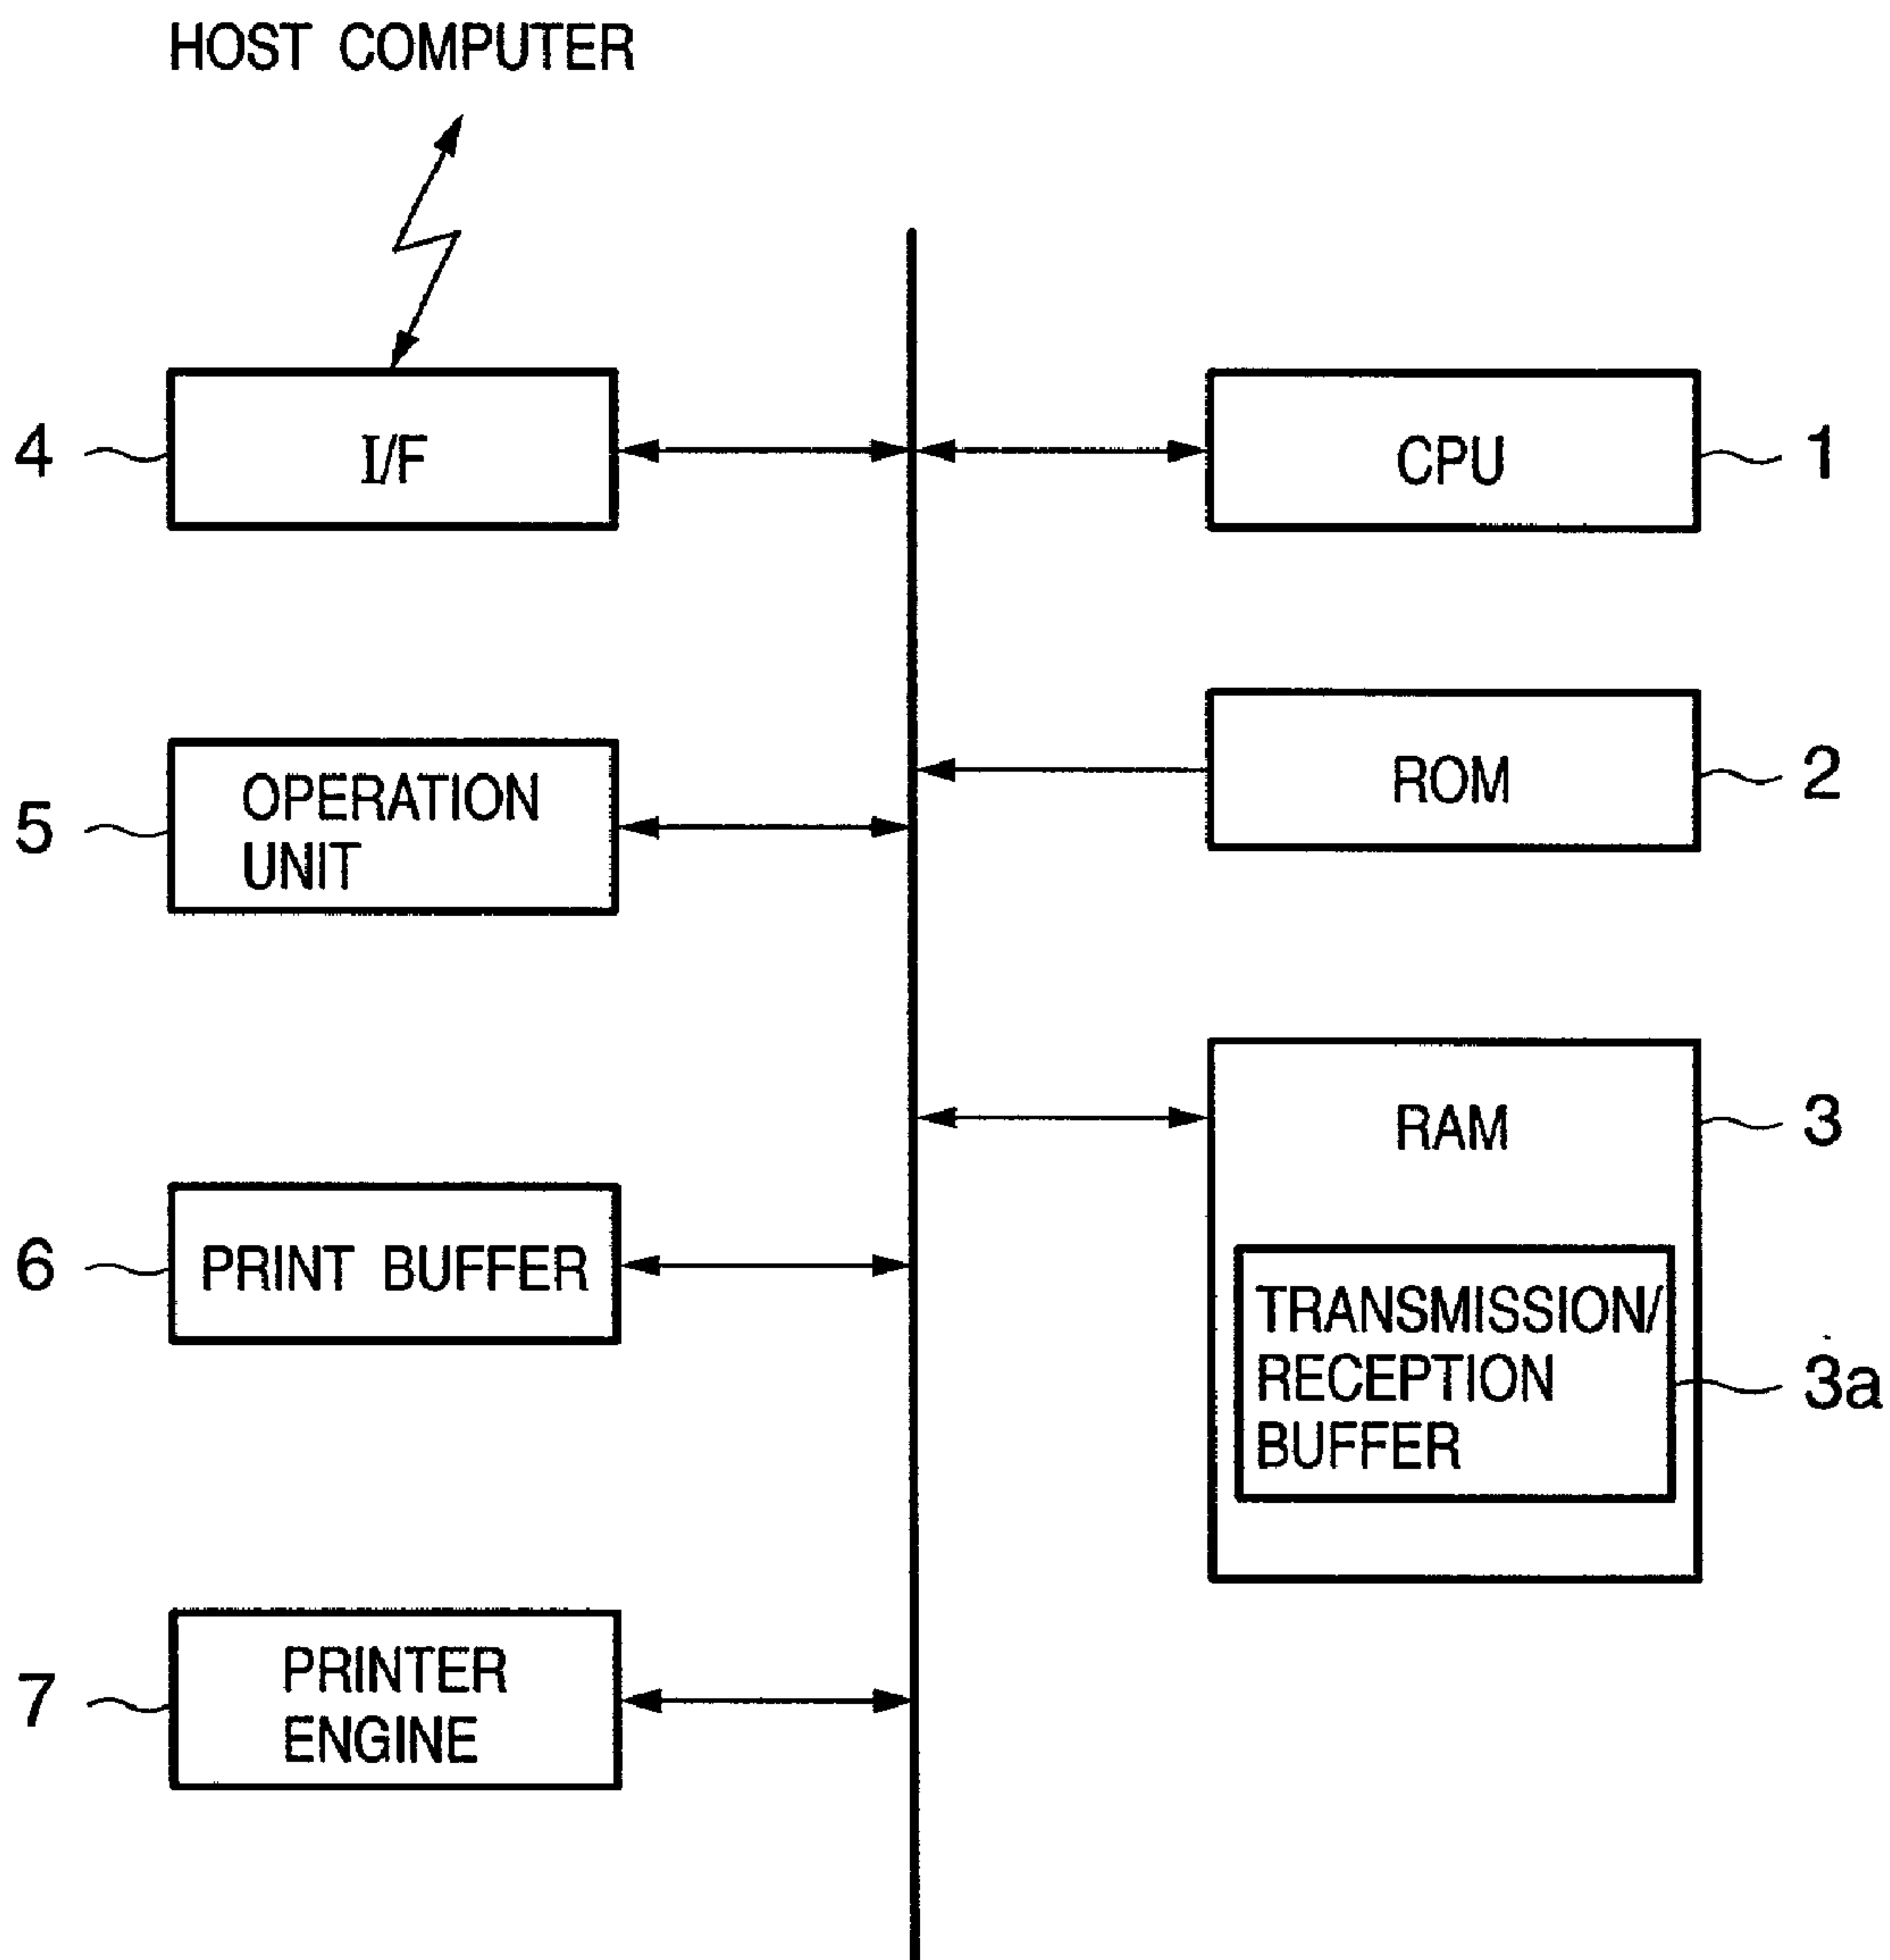 HOST COMPUTER
4
I/F
CPU
1
ROM
2
5
OPERATION
UNIT
RAM
3
6
PRINT BUFFER
TRANSMISSION/
RECEPTION
BUFFER
3a
7
PRINTER
ENGINE